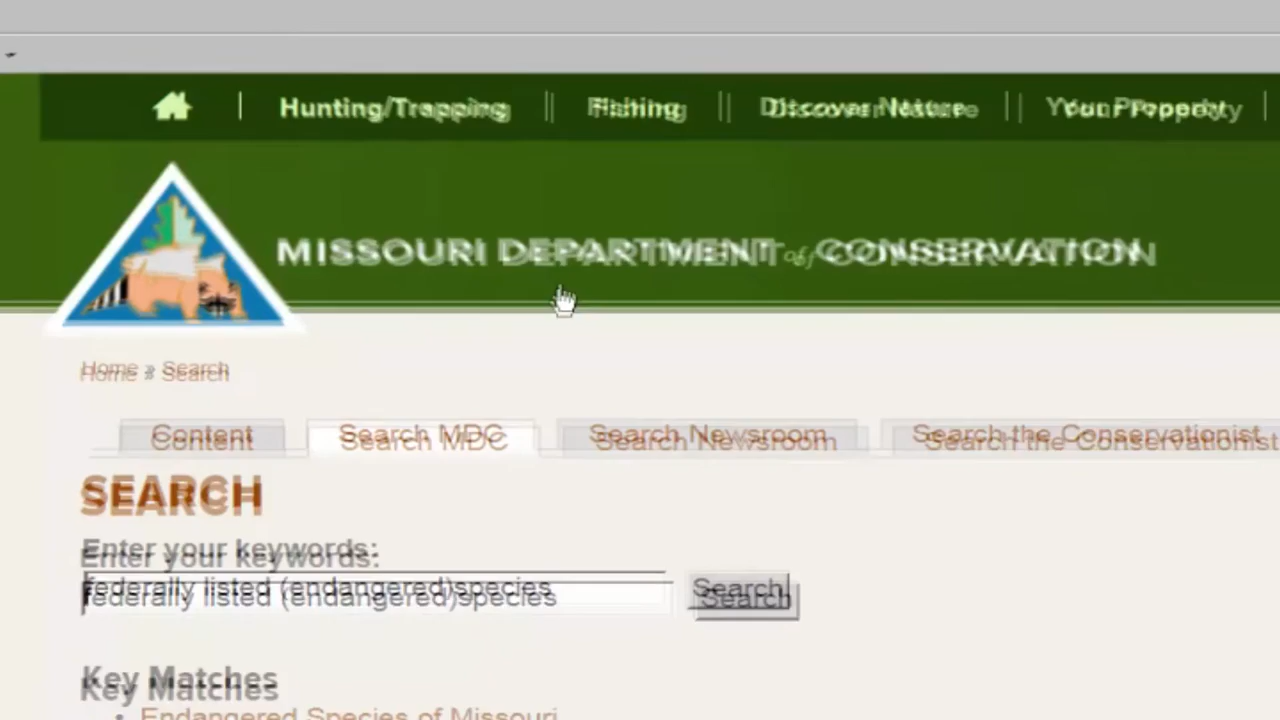 Hunting/Trapping Fishing Discover Nature Your Property
MISSOURI DEPARTMENT of CONSERVATION
Home » Search
Content Search MDC Search Newsroom Search the Conservationist
SEARCH
Enter your keywords:
federally listed (endangered)species Search
Key Matches
• Endangered Species of Missouri